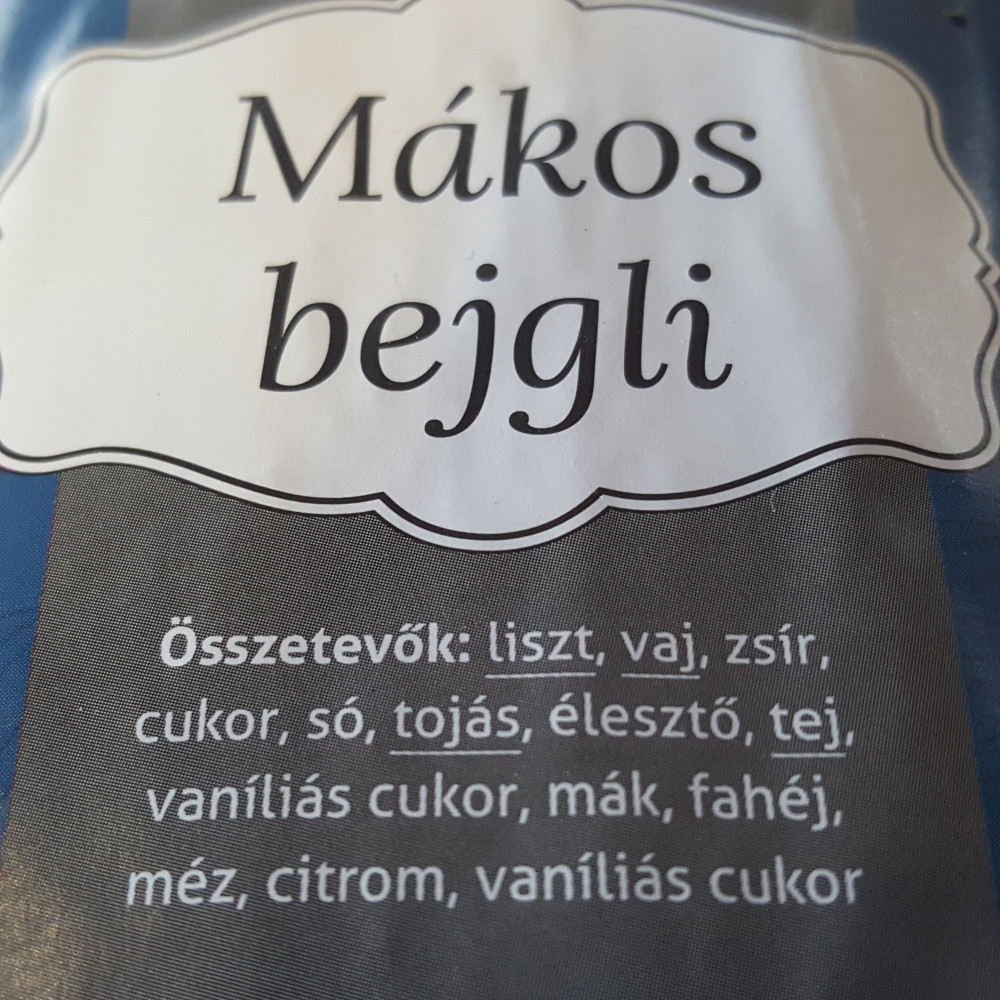 Mákos
bejgli
Összetevők: liszt, vaj, zsír,
cukor, só, tojás, élesztő, tej,
vaníliás cukor, mák, fahéj,
méz, citrom, vaníliás cukor